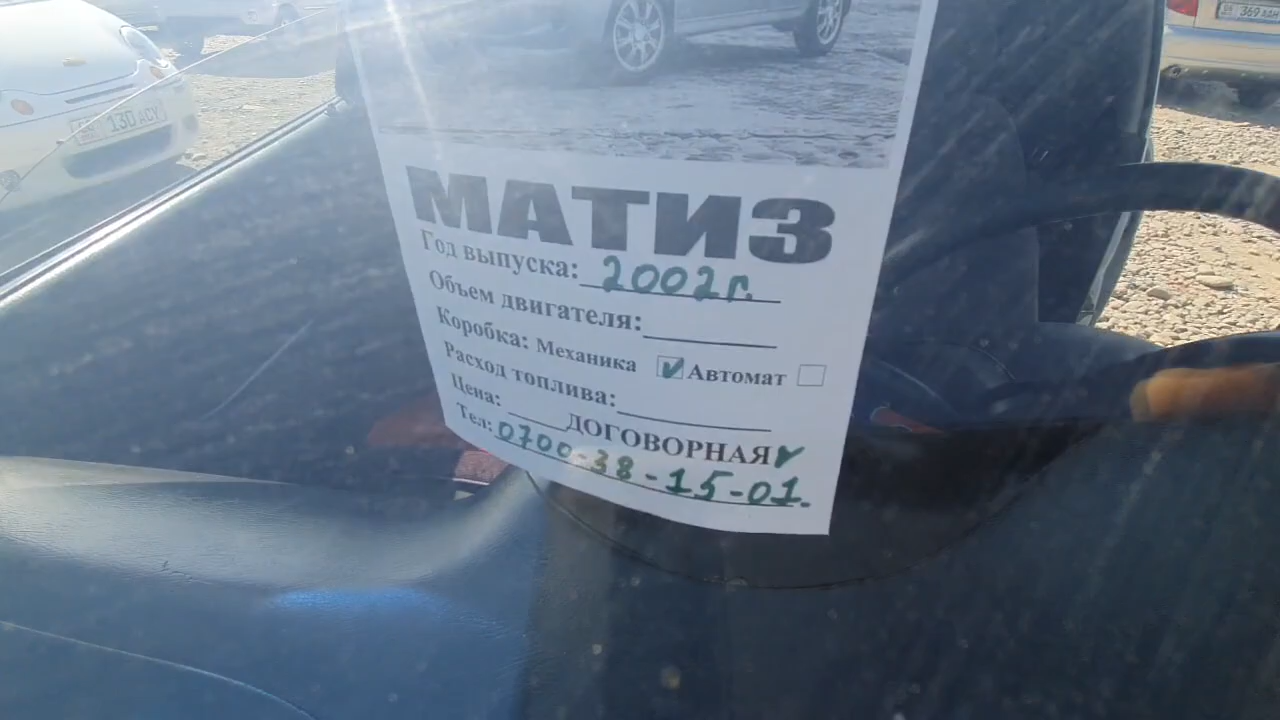 МАТИЗ
Год выпуска: 2002г.
Объем двигателя:
Коробка: Механика ✓ Автомат
Расход топлива:
Цена: ДОГОВОРНАЯ ✓
Тел: 0700-38-15-01.
130 ACY
369